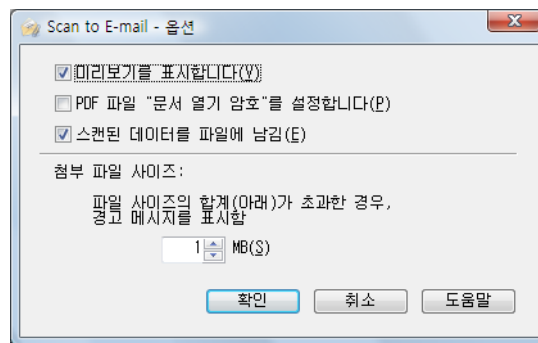 Scan to E-mail - 옵션
미리보기를 표시합니다(V)
PDF 파일 "문서 열기 암호"를 설정합니다(P)
스캔된 데이터를 파일에 남김(E)
첨부 파일 사이즈:
파일 사이즈의 합계(아래)가 초과한 경우,
경고 메시지를 표시함
1 MB(S)
확인 취소 도움말